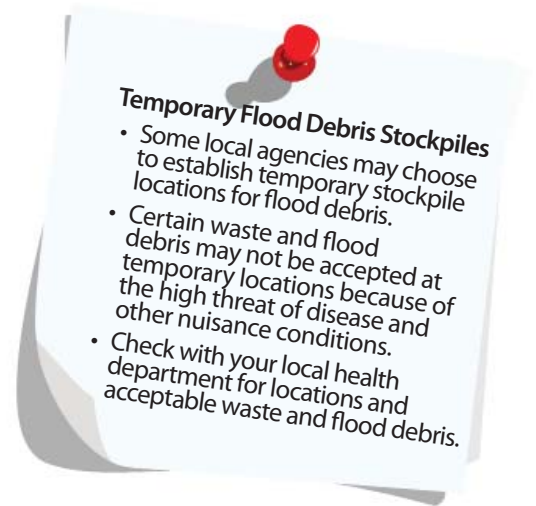 Temporary Flood Debris Stockpiles
• Some local agencies may choose
to establish temporary stockpile
locations for flood debris.
• Certain waste and flood
debris may not be accepted at
temporary locations because of
the high threat of disease and
other nuisance conditions.
• Check with your local health
department for locations and
acceptable waste and flood debris.